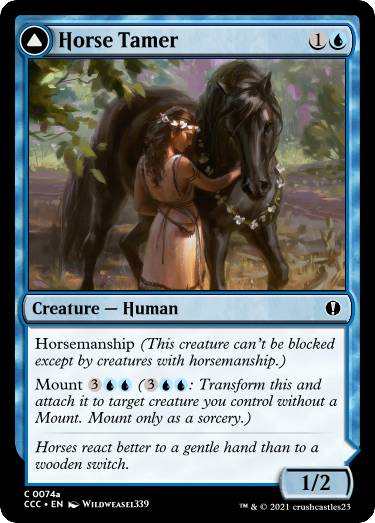 Horse Tamer 1
Creature — Human
Horsemanship (This creature can't be blocked
except by creatures with horsemanship.)
Mount 3 (3 : Transform this and
attach it to target creature you control without a
Mount. Mount only as a sorcery.)
Horses react better to a gentle hand than to a
wooden switch.
1/2
C 0074a
CCC • EN Wildweasel339
™ & © 2021 crushcastles23